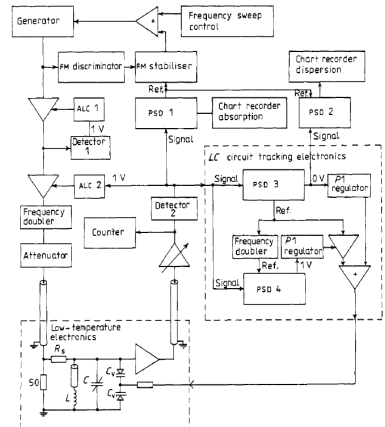 Generator
+
Frequency sweep
control
FM discriminator
FM stabiliser
Chart recorder
dispersion
Ref.
Ref.
ALC 1
1 V
Detector
1
PSD 1
Chart recorder
absorption
PSD 2
Signal
Signal
LC circuit tracking electronics
ALC 2
1 V
Signal
PSD 3
0 V
P1
regulator
Frequency
doubler
Detector
2
Counter
Ref.
Attenuator
Frequency
doubler
P1
regulator
Ref.
1 V
Signal
PSD 4
+
Low-temperature
electronics
Rs
50
L
C
Cv
Cv